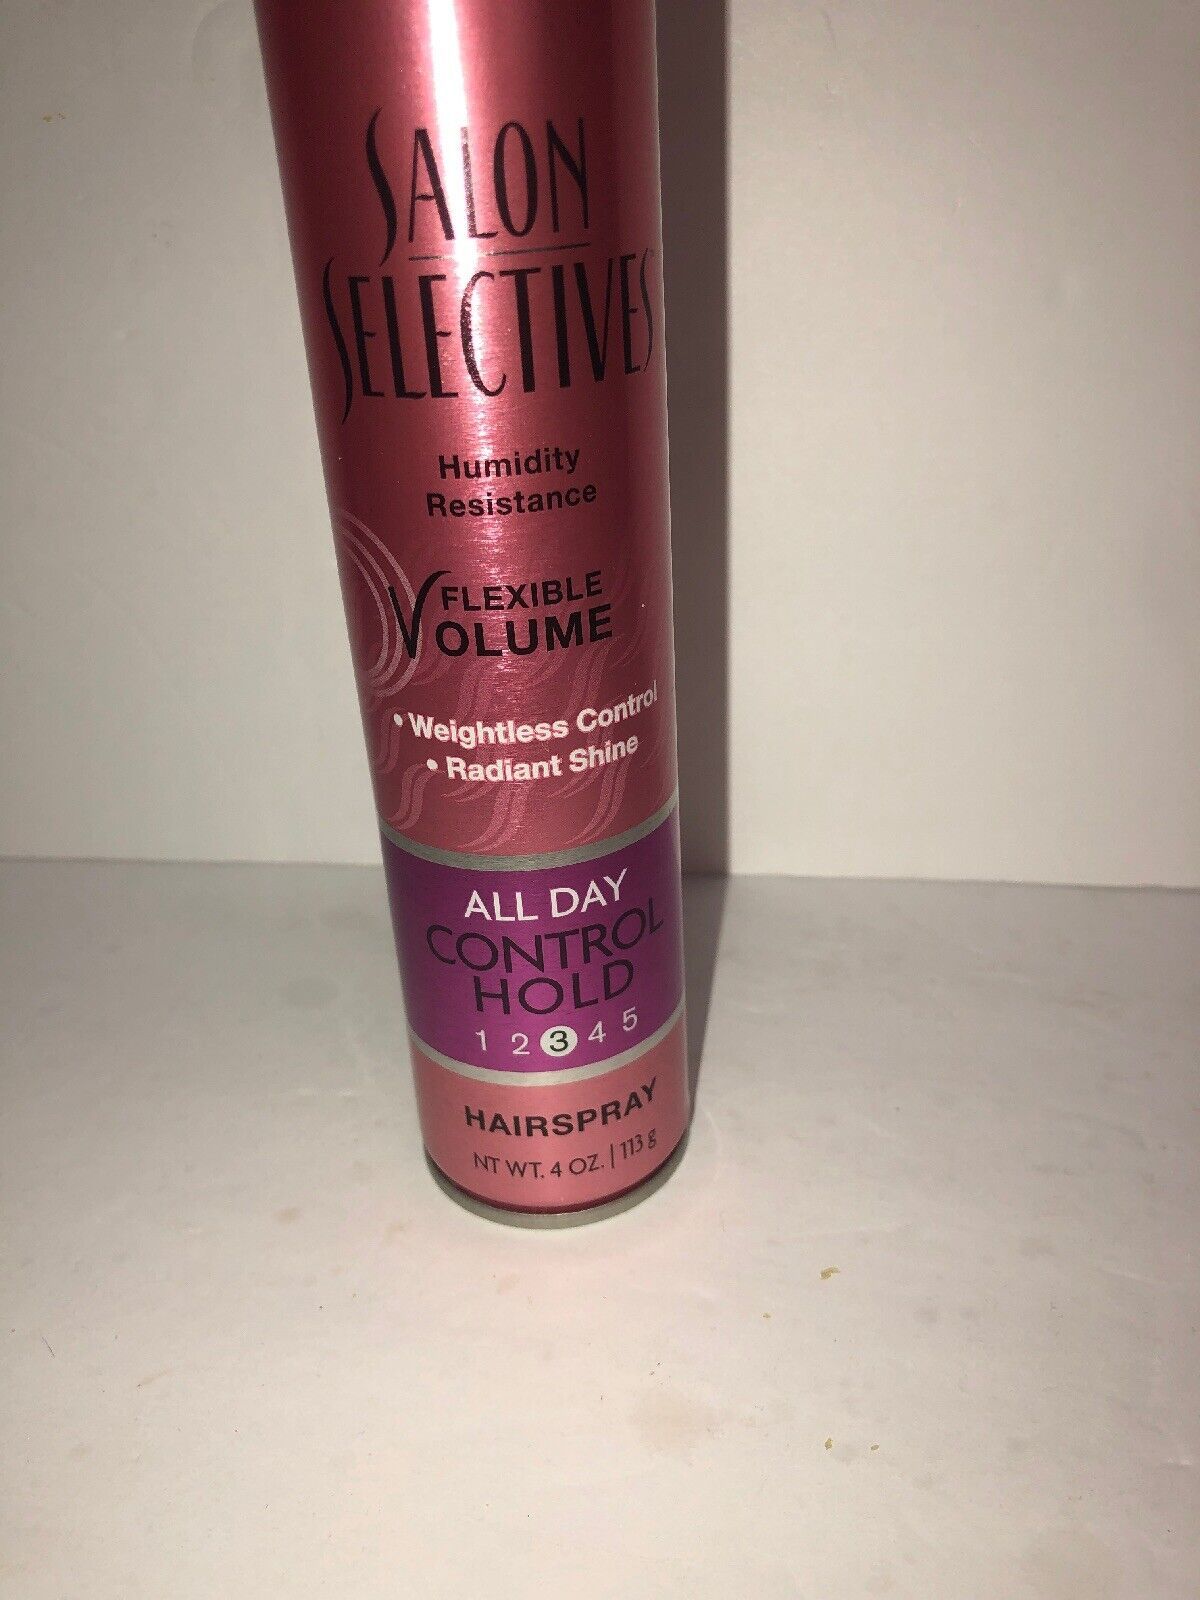 SALON
SELECTIVES
Humidity
Resistance
FLEXIBLE
VOLUME
• Weightless Control
• Radiant Shine
ALL DAY
CONTROL
HOLD
1 2 3 4 5
HAIRSPRAY
NT WT. 4 OZ. | 113 g